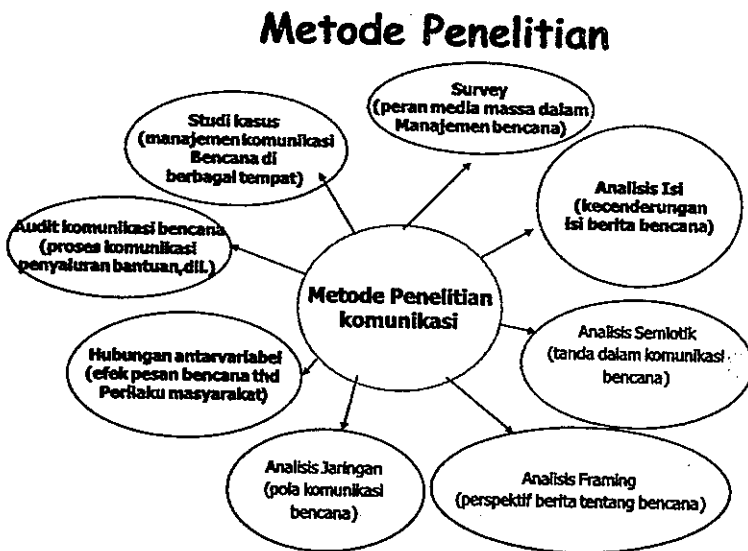 Metode Penelitian
Survey
(peran media massa dalam
Manajemen bencana)
Studi kasus
(manajemen komunikasi
Bencana di
berbagai tempat)
Analisis Isi
(kecenderungan
isi berita bencana)
Audit komunikasi bencana
(proses komunikasi
penyaluran bantuan,dll.)
Metode Penelitian
komunikasi
Analisis Semiotik
(tanda dalam komunikasi
bencana)
Hubungan antarvariabel
(efek pesan bencana thd
Perilaku masyarakat)
Analisis Jaringan
(pola komunikasi
bencana)
Analisis Framing
(perspektif berita tentang bencana)